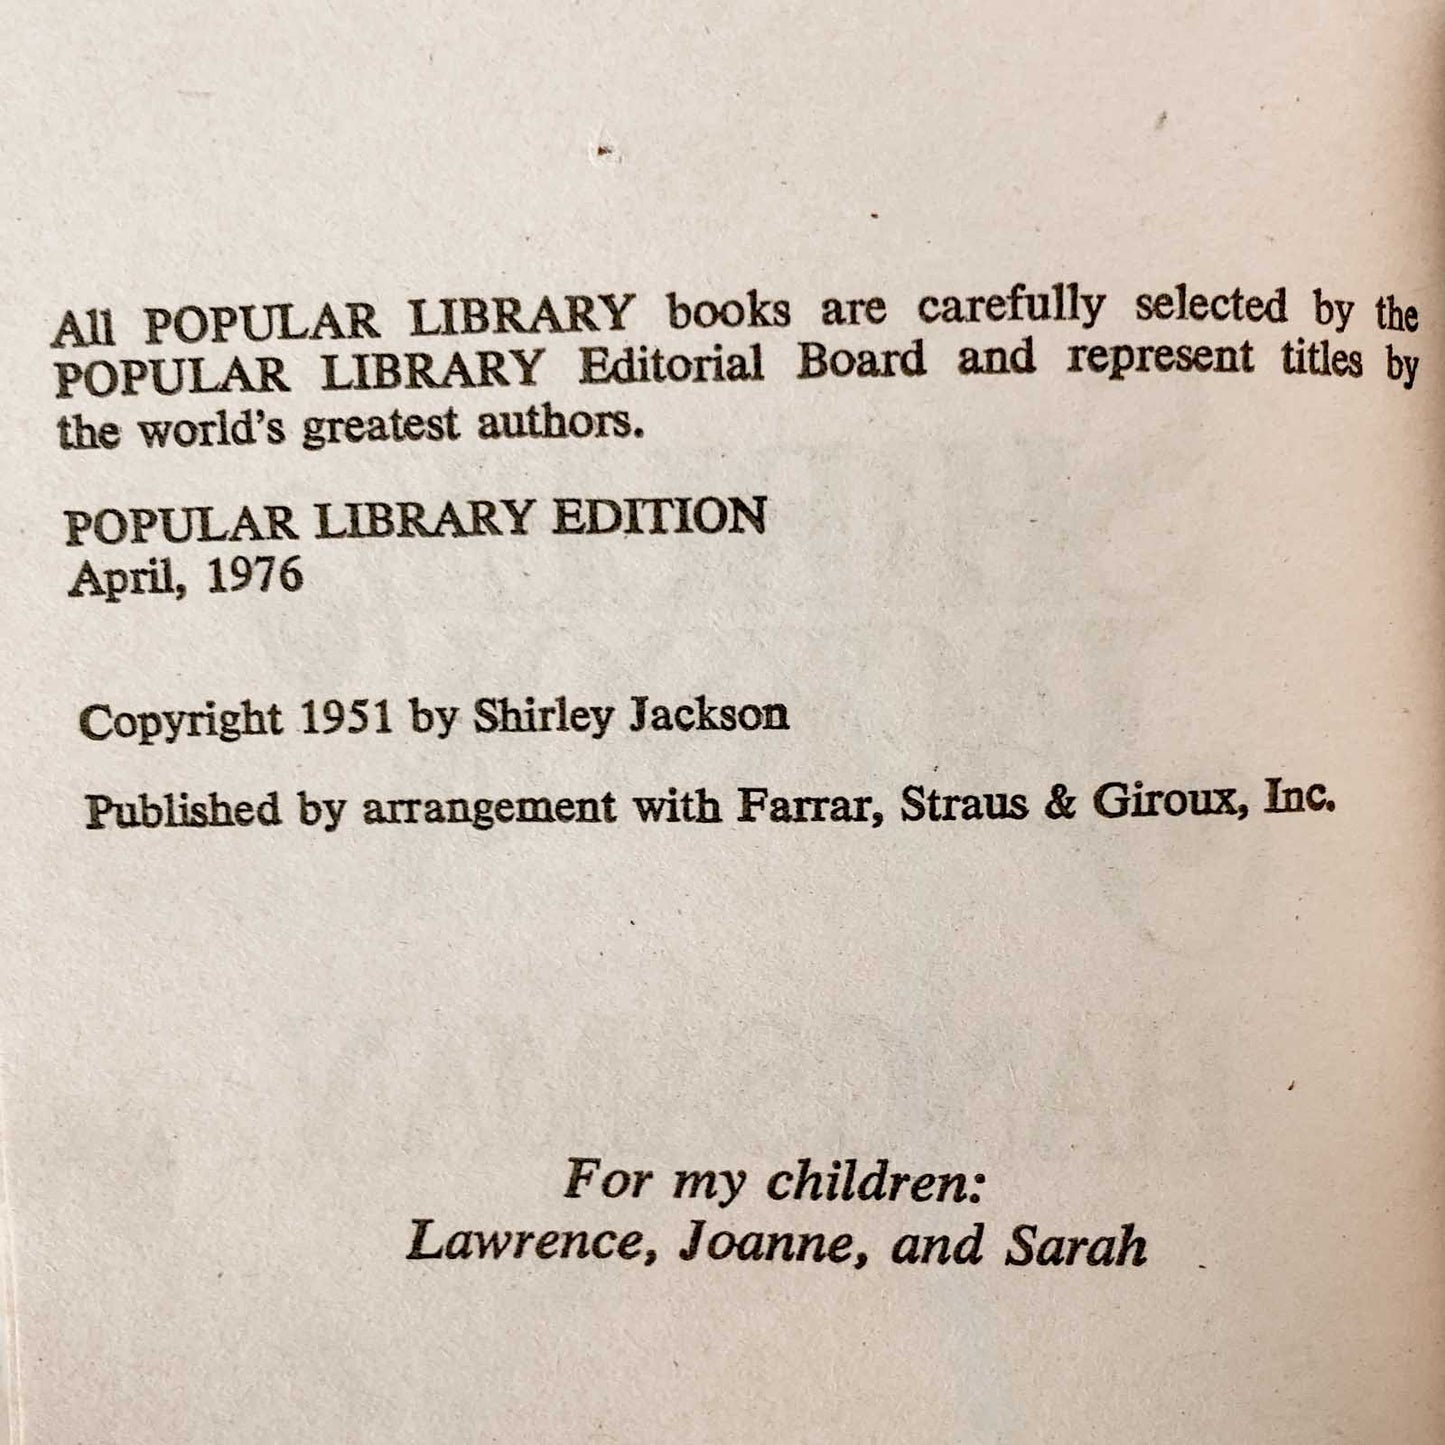 All POPULAR LIBRARY books are carefully selected by the
POPULAR LIBRARY Editorial Board and represent titles by
the world's greatest authors.
POPULAR LIBRARY EDITION
April, 1976
Copyright 1951 by Shirley Jackson
Published by arrangement with Farrar, Straus & Giroux, Inc.
For my children:
Lawrence, Joanne, and Sarah